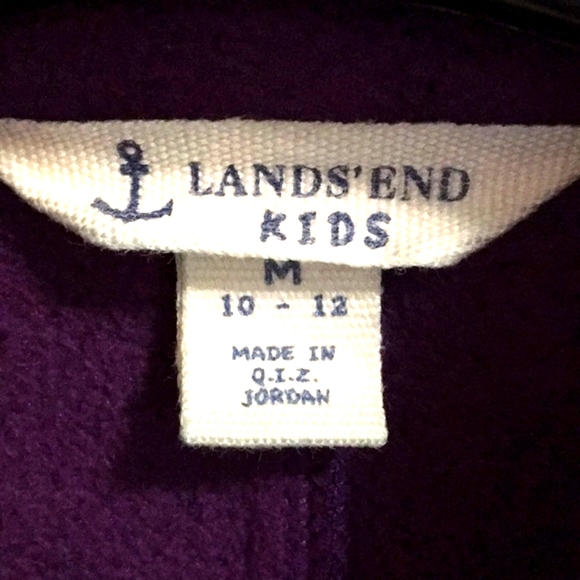 LANDS' END
KIDS
M
10 - 12
MADE IN
Q.I.Z.
JORDAN